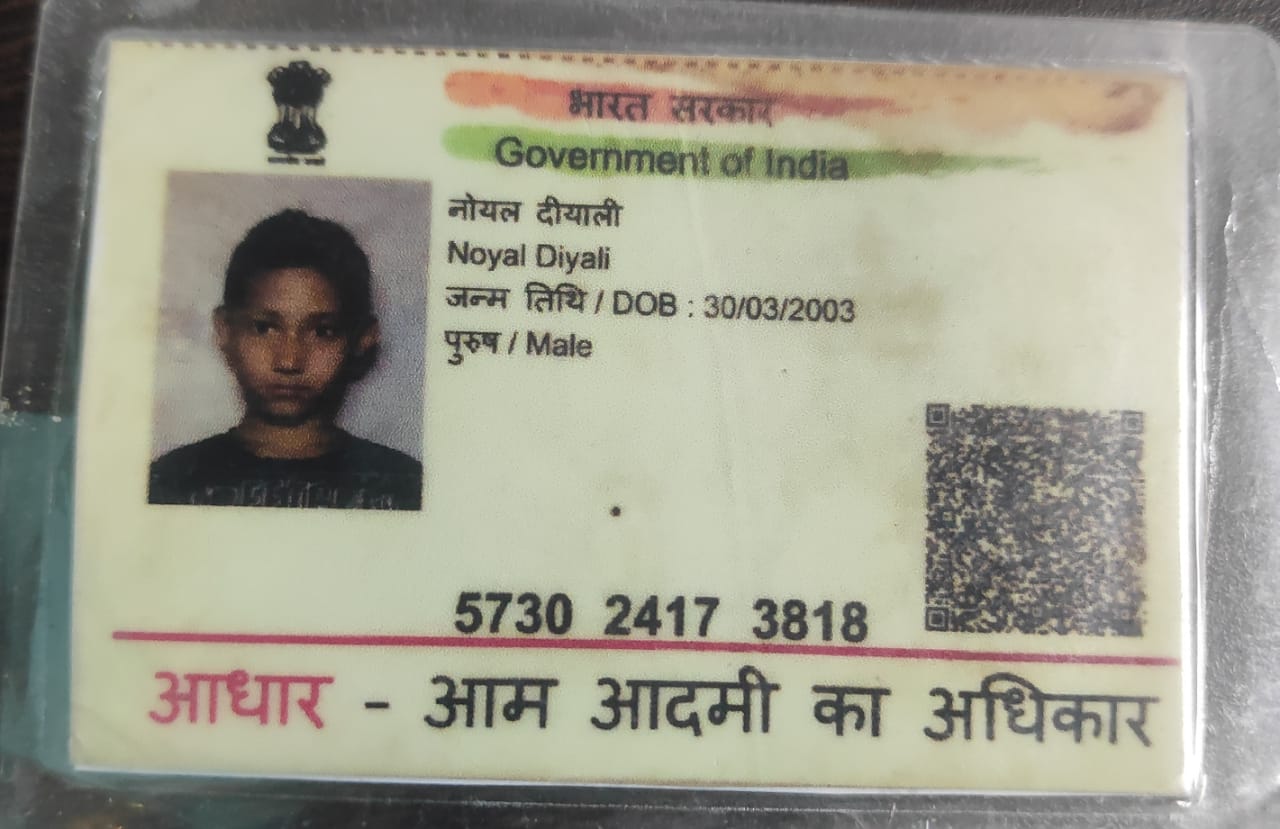 भारत सरकार
Government of India
नोयल दीयाली
Noyal Diyali
जन्म तिथि / DOB : 30/03/2003
पुरुष / Male
5730 2417 3818
आधार - आम आदमी का अधिकार